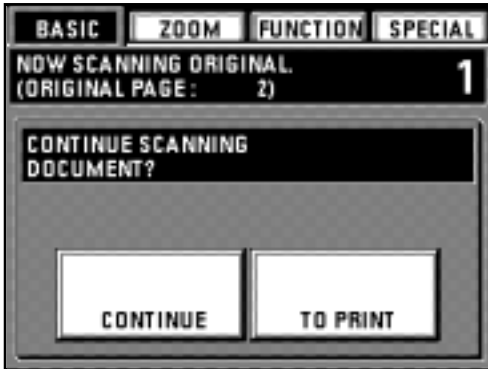 BASIC ZOOM FUNCTION SPECIAL
NOW SCANNING ORIGINAL. 1
(ORIGINAL PAGE: 2)
CONTINUE SCANNING
DOCUMENT?
CONTINUE TO PRINT